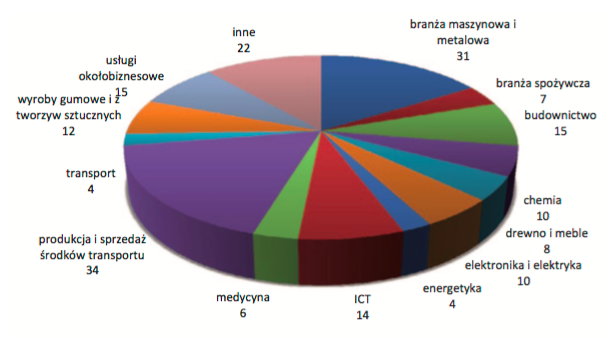 branża maszynowa i
metalowa
31
branża spożywcza
7
budownictwo
15
chemia
10
drewno i meble
8
elektronika i elektryka
10
energetyka
4
ICT
14
medycyna
6
produkcja i sprzedaż
środków transportu
34
transport
4
wyroby gumowe i z
tworzyw sztucznych
12
usługi
okołobiznesowe
15
inne
22